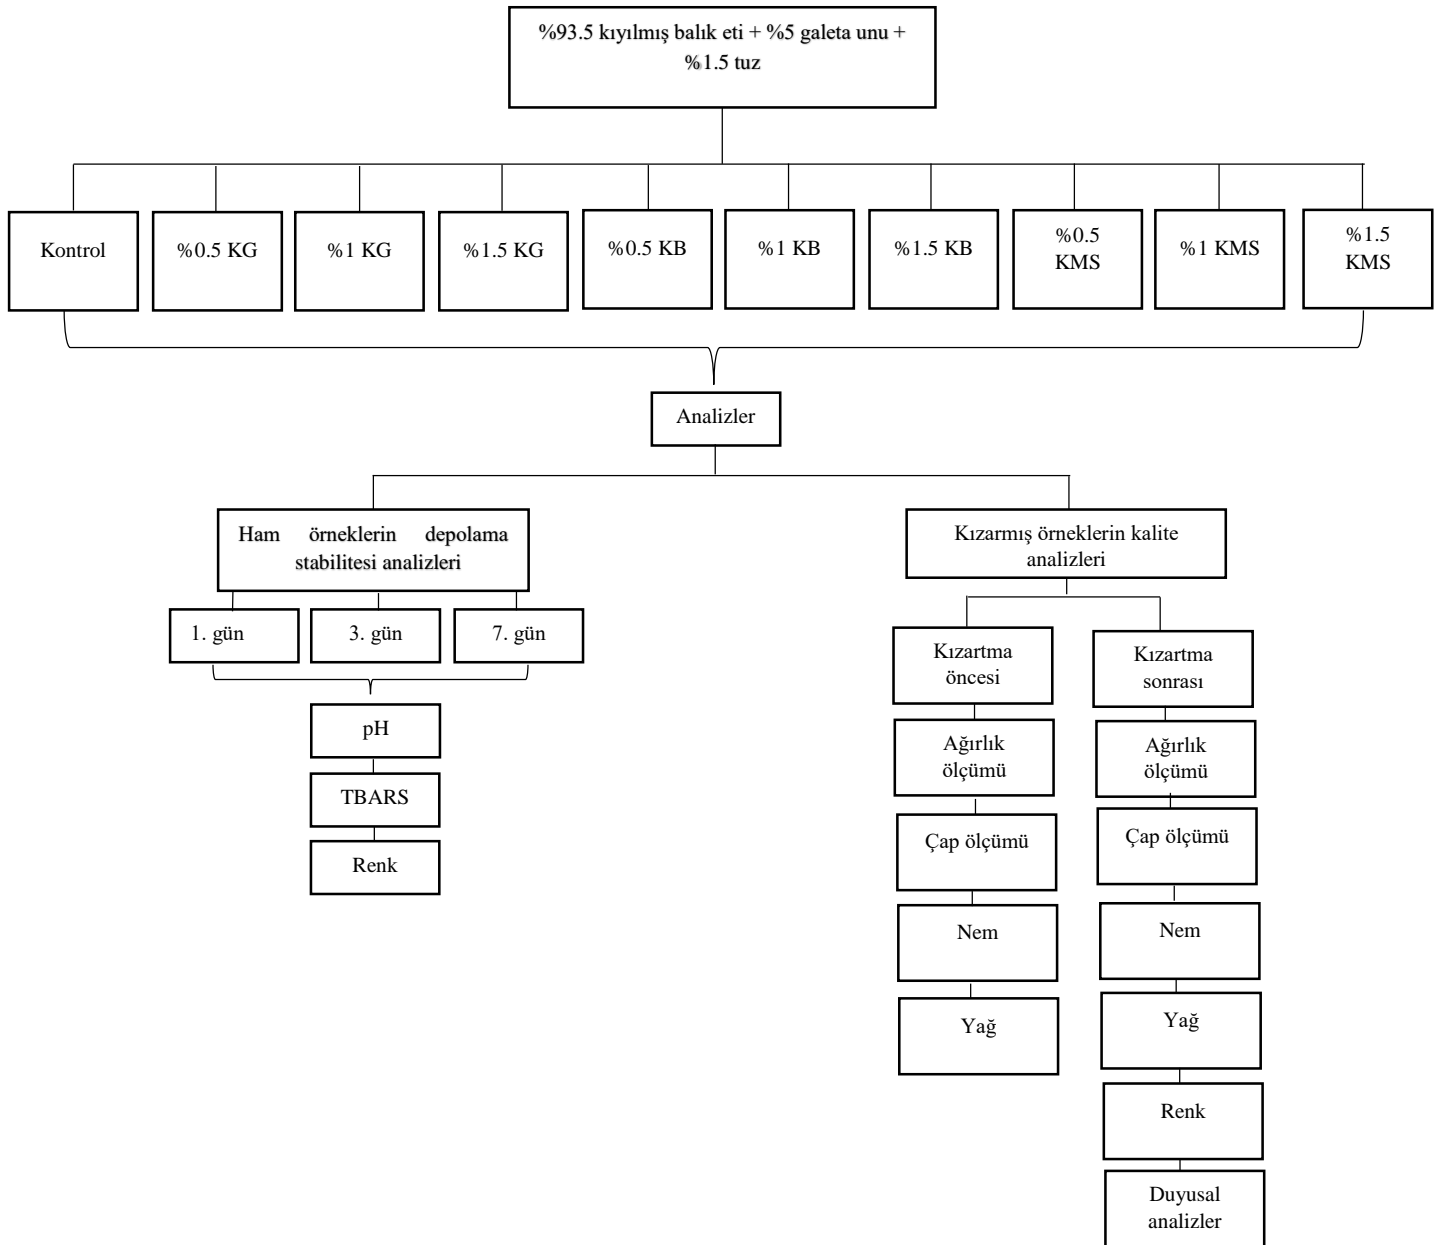 %93.5 kıyılmış balık eti + %5 galeta unu +
%1.5 tuz
Kontrol
%0.5 KG
%1 KG
%1.5 KG
%0.5 KB
%1 KB
%1.5 KB
%0.5
KMS
%1 KMS
%1.5
KMS
Analizler
Ham örneklerin depolama
stabilitesi analizleri
1. gün
3. gün
7. gün
pH
TBARS
Renk
Kızarmış örneklerin kalite
analizleri
Kızartma
öncesi
Ağırlık
ölçümü
Çap ölçümü
Nem
Yağ
Kızartma
sonrası
Ağırlık
ölçümü
Çap ölçümü
Nem
Yağ
Renk
Duyusal
analizler